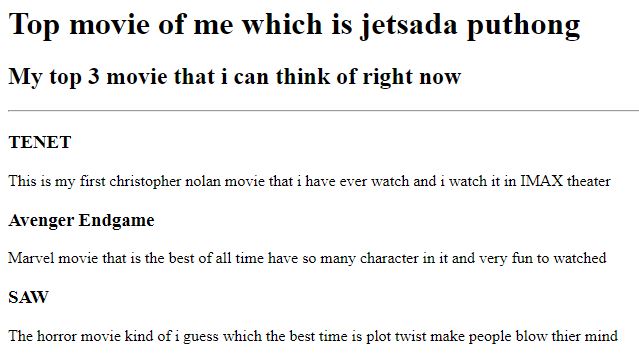 Top movie of me which is jetsada puthong
My top 3 movie that i can think of right now
TENET
This is my first christopher nolan movie that i have ever watch and i watch it in IMAX theater
Avenger Endgame
Marvel movie that is the best of all time have so many character in it and very fun to watched
SAW
The horror movie kind of i guess which the best time is plot twist make people blow thier mind